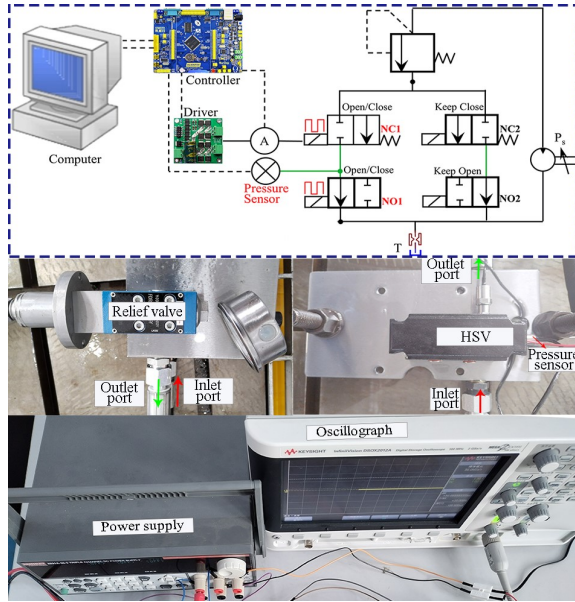 Controller
Computer
Driver
A
Pressure
Sensor
Open/Close
NC1
Keep Close
NC2
Open/Close
NO1
Keep Open
NO2
Ps
T
Relief valve
Outlet
port
Inlet
port
Outlet
port
HSV
Pressure
sensor
Inlet
port
Oscillograph
KEYSIGHT
Power supply